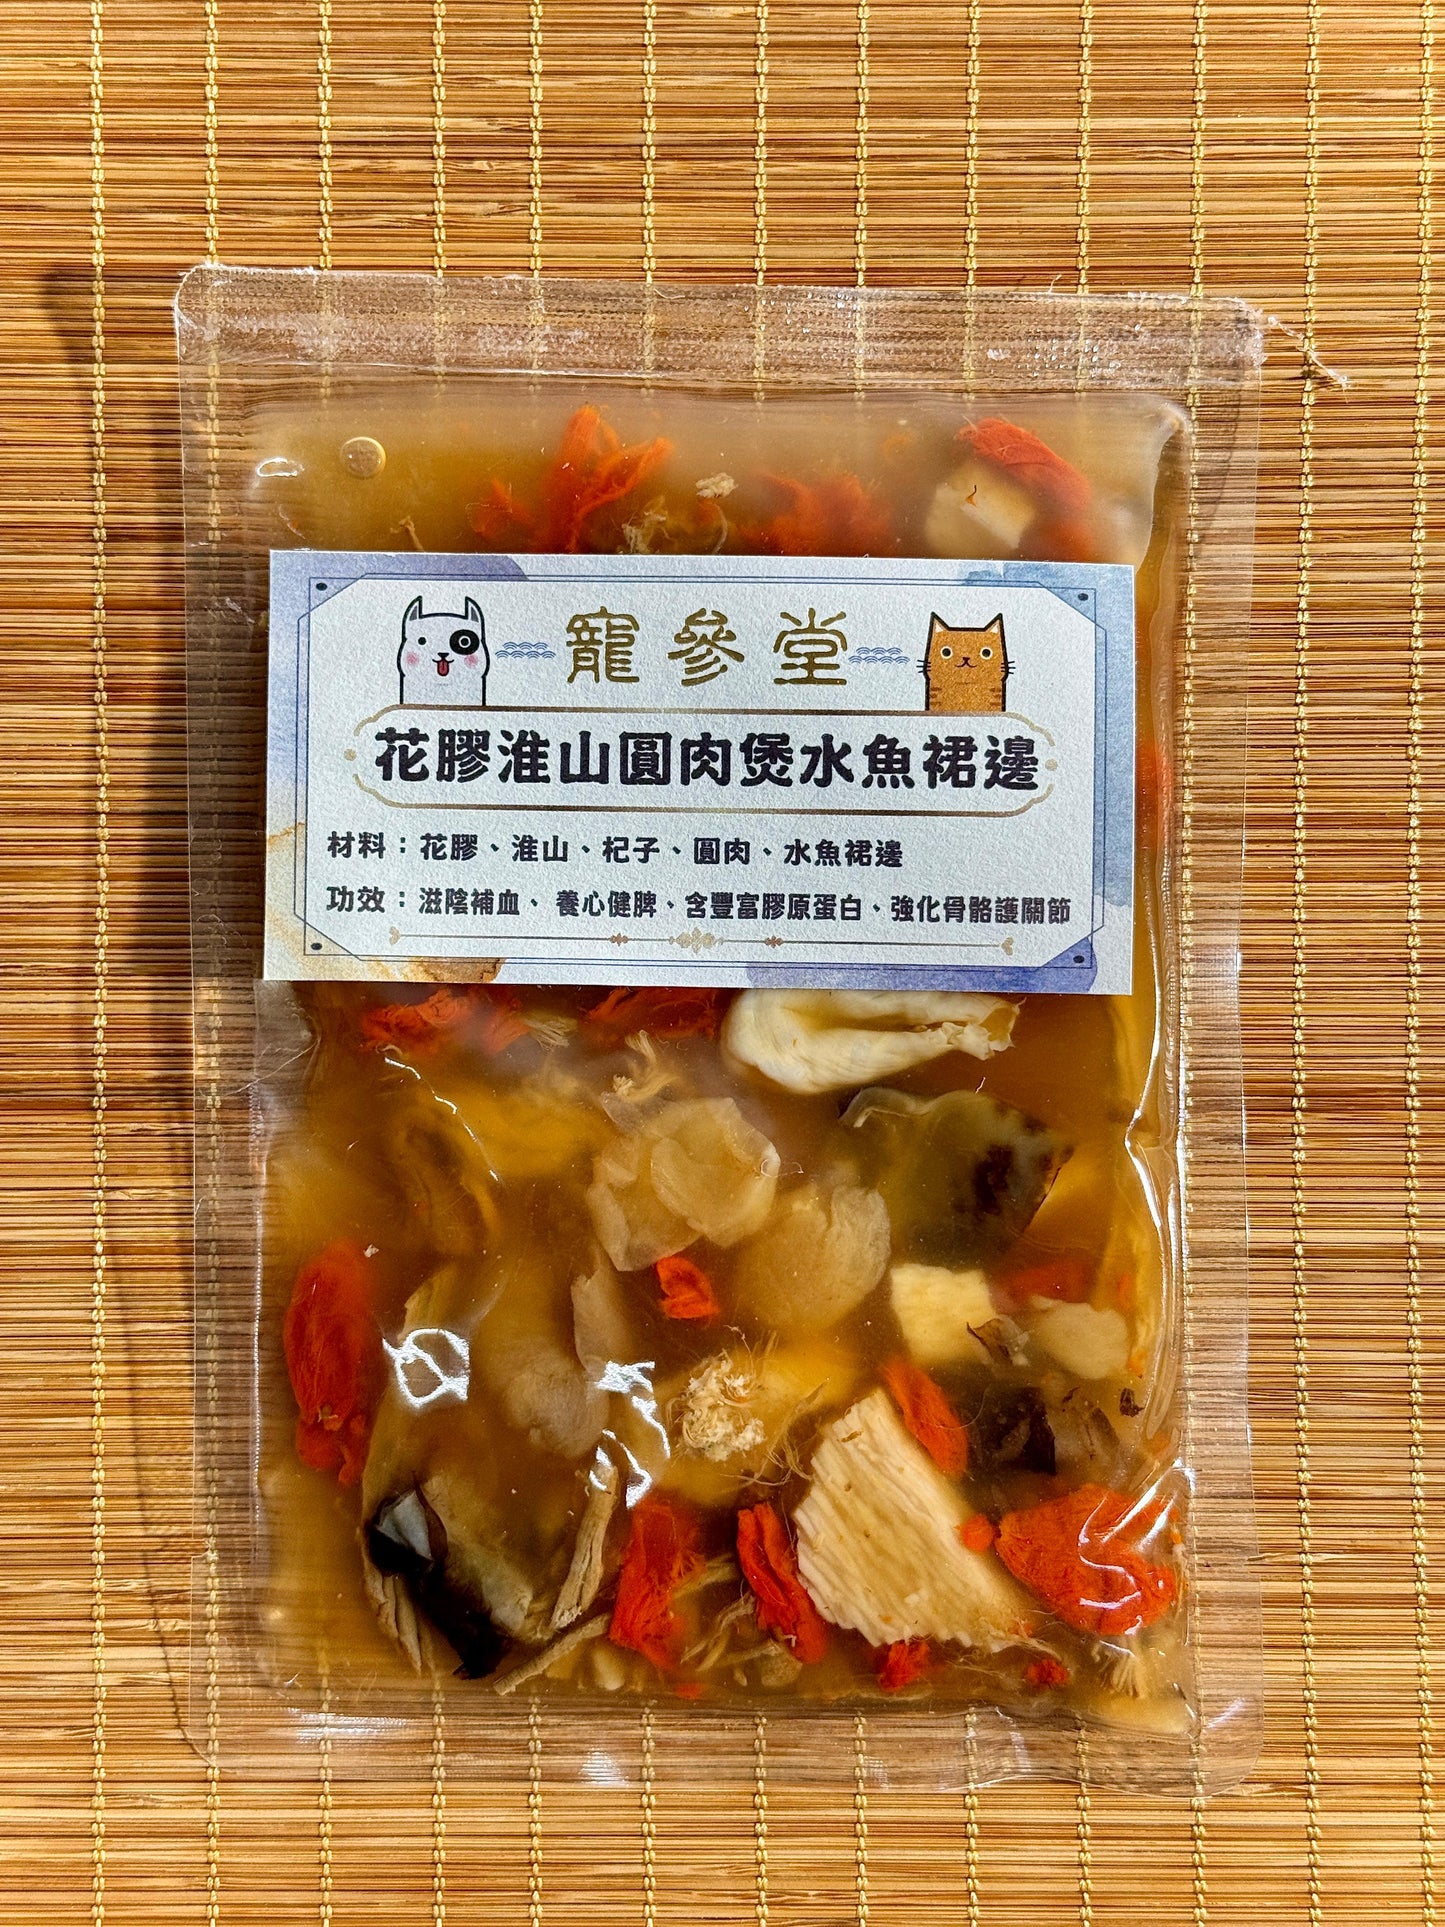 寵參堂
花膠淮山圓肉煲水魚裙邊
材料：花膠、淮山、杞子、圓肉、水魚裙邊
功效：滋陰補血、養心健脾、含豐富膠原蛋白、強化骨骼護關節